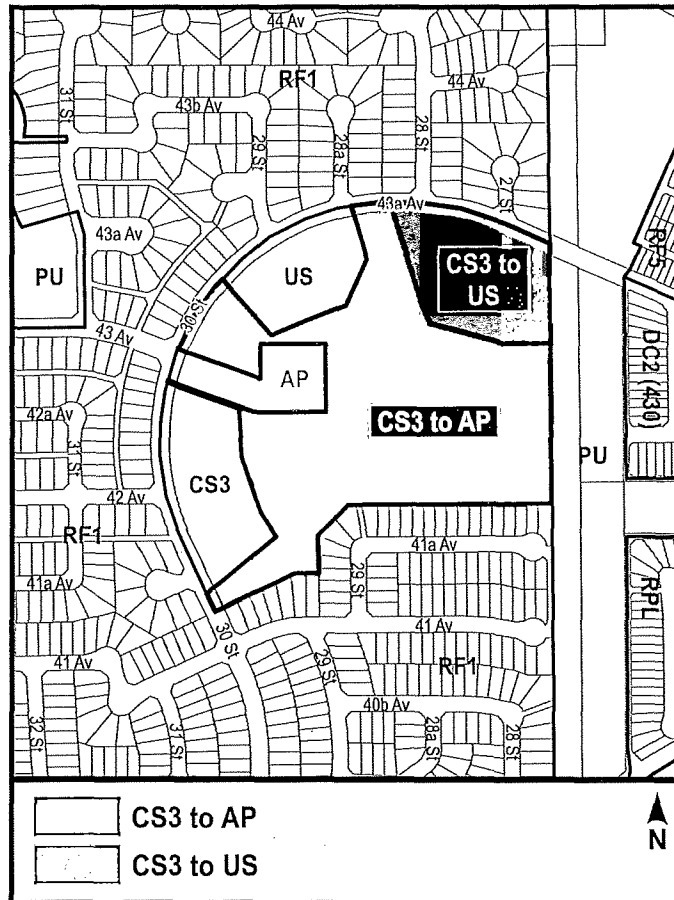 44 Av
31 St
RF1
44 Av
43b Av
29 St
28a St
28 St
27 St
43a Av
43a Av
RP5
PU
US
CS3 to
US
30 St
43 Av
AP
DC2 (430)
42a Av
31 St
CS3 to AP
CS3
PU
42 Av
RF1
41a Av
41a Av
29 St
RPL
30 St
41 Av
41 Av
29 St
RF1
40b Av
32 St
31 St
28a St
28 St
CS3 to AP
CS3 to US
N